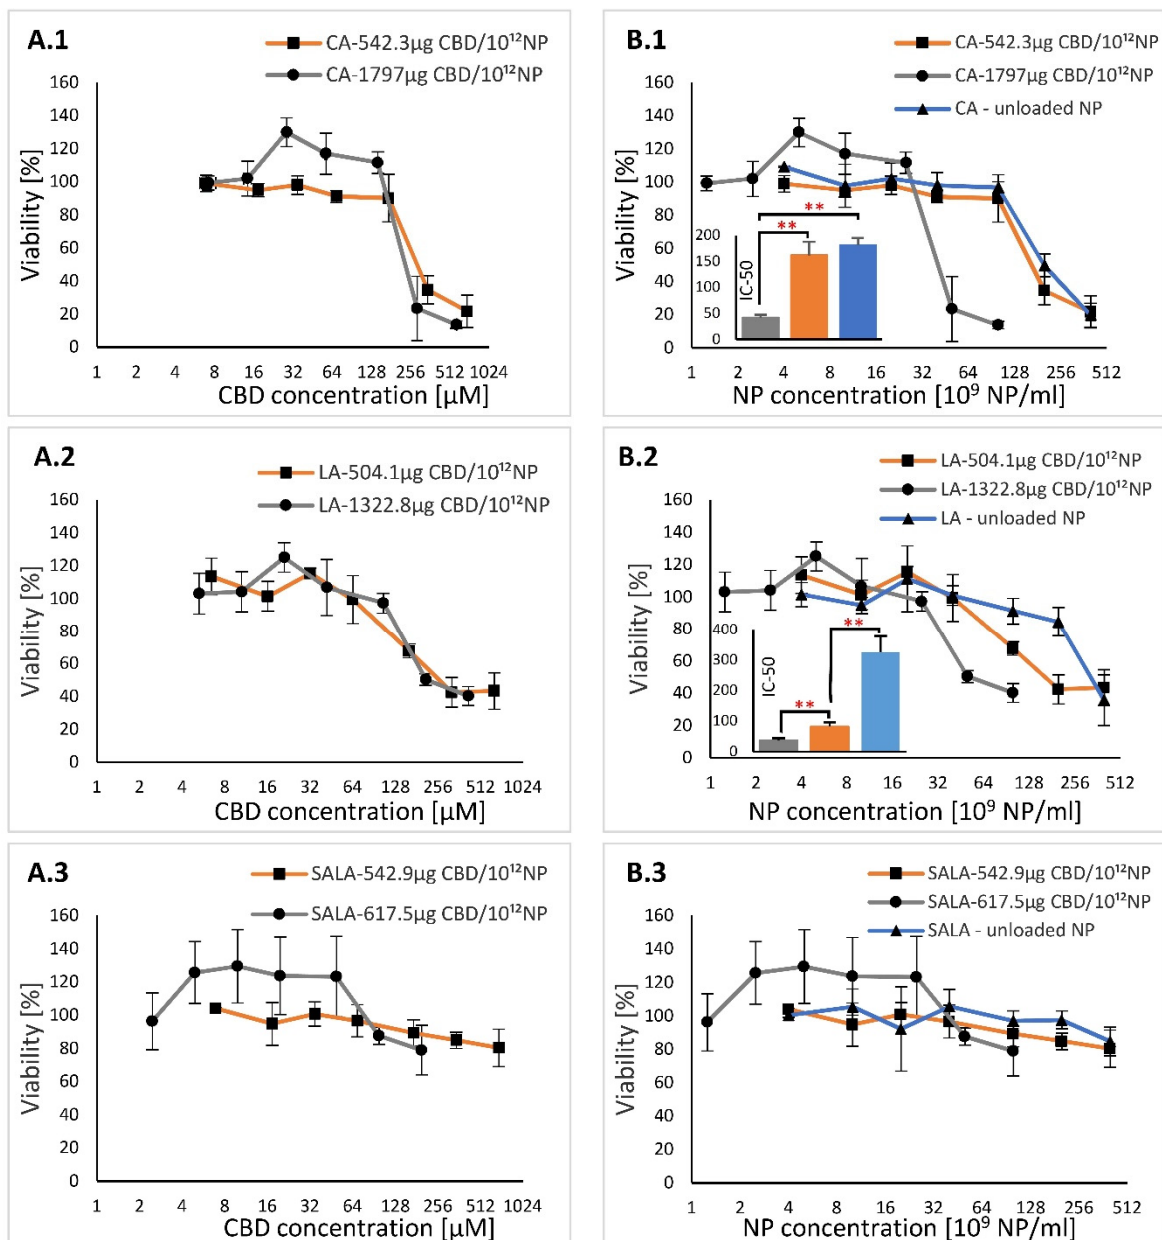 A.1
CA-542.3µg CBD/10¹²NP
CA-1797µg CBD/10¹²NP
Viability [%]
160
140
120
100
80
60
40
20
0
1 2 4 8 16 32 64 128 256 512 1024
CBD concentration [µM]
B.1
CA-542.3µg CBD/10¹²NP
CA-1797µg CBD/10¹²NP
CA - unloaded NP
Viability [%]
160
140
120
100
80
60
40
20
0
IC-50
200
150
100
50
0
**
**
1 2 4 8 16 32 64 128 256 512
NP concentration [10⁹ NP/ml]
A.2
LA-504.1µg CBD/10¹²NP
LA-1322.8µg CBD/10¹²NP
Viability [%]
160
140
120
100
80
60
40
20
0
1 2 4 8 16 32 64 128 256 512 1024
CBD concentration [µM]
B.2
LA-504.1µg CBD/10¹²NP
LA-1322.8µg CBD/10¹²NP
LA - unloaded NP
Viability [%]
160
140
120
100
80
60
40
20
0
IC-50
400
300
200
100
0
**
**
1 2 4 8 16 32 64 128 256 512
NP concentration [10⁹ NP/ml]
A.3
SALA-542.9µg CBD/10¹²NP
SALA-617.5µg CBD/10¹²NP
Viability [%]
160
140
120
100
80
60
40
20
0
1 2 4 8 16 32 64 128 256 512 1024
CBD concentration [µM]
B.3
SALA-542.9µg CBD/10¹²NP
SALA-617.5µg CBD/10¹²NP
SALA - unloaded NP
Viability [%]
160
140
120
100
80
60
40
20
0
1 2 4 8 16 32 64 128 256 512
NP concentration [10⁹ NP/ml]